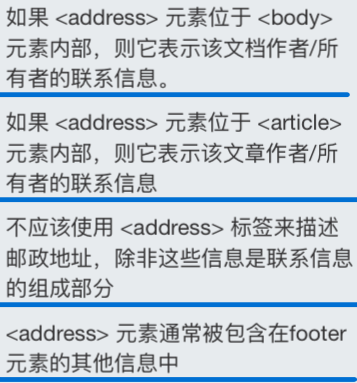 如果 <address> 元素位于 <body>
元素内部，则它表示该文档作者/所
有者的联系信息。
如果 <address> 元素位于 <article>
元素内部，则它表示该文章作者/所
有者的联系信息
不应该使用 <address> 标签来描述
邮政地址，除非这些信息是联系信息
的组成部分
<address> 元素通常被包含在footer
元素的其他信息中